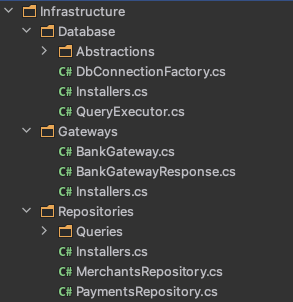 Infrastructure
Database
Abstractions
C# DbConnectionFactory.cs
C# Installers.cs
C# QueryExecutor.cs
Gateways
C# BankGateway.cs
C# BankGatewayResponse.cs
C# Installers.cs
Repositories
Queries
C# Installers.cs
C# MerchantsRepository.cs
C# PaymentsRepository.cs